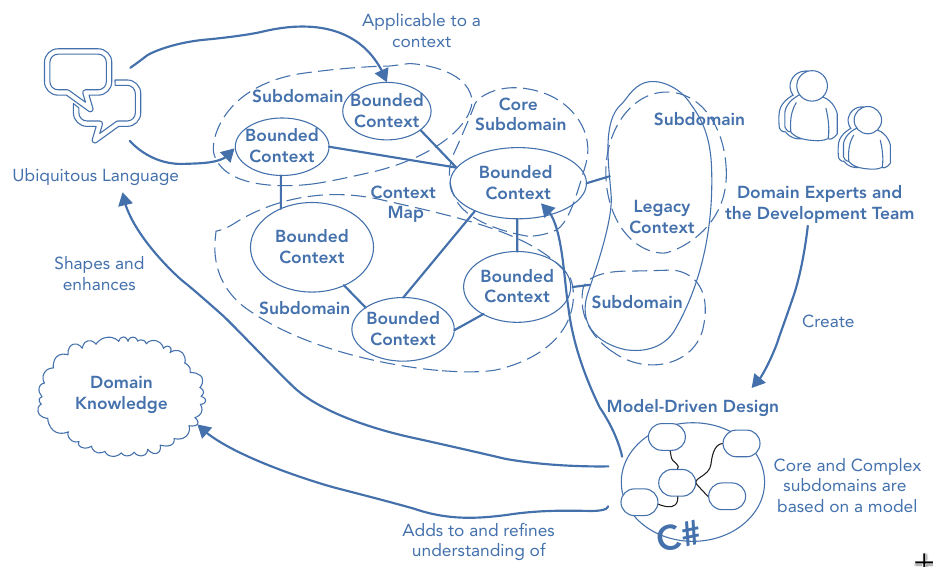 Applicable to a
context
Subdomain
Bounded
Context
Bounded
Context
Core
Subdomain
Subdomain
Ubiquitous Language
Bounded
Context
Context
Map
Legacy
Context
Domain Experts and
the Development Team
Bounded
Context
Shapes and
enhances
Bounded
Context
Subdomain
Subdomain
Bounded
Context
Create
Domain
Knowledge
Model-Driven Design
Core and Complex
subdomains are
based on a model
C#
Adds to and refines
understanding of